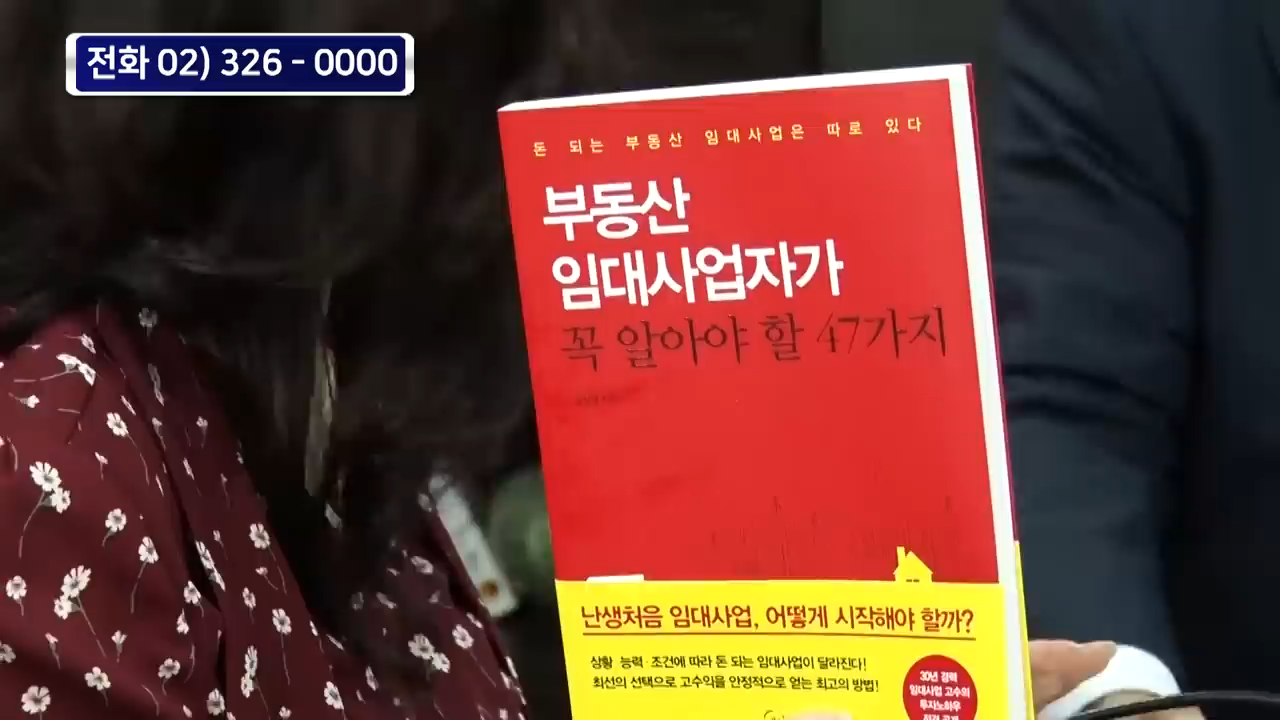 전화 02) 326 - 0000
돈 되는 부동산 임대사업은 따로 있다
부동산
임대사업자가
꼭 알아야 할 47가지
난생처음 임대사업, 어떻게 시작해야 할까?
상황·능력·조건에 따라 돈 되는 임대사업이 달라진다!
최선의 선택으로 고수익을 안정적으로 얻는 최고의 방법!
30년 경력
임대사업 고수의
투자노하우